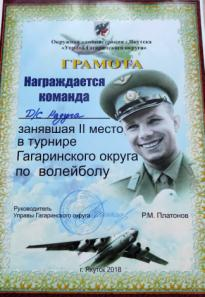 Окружная администрация г. Якутска
"Управа Гагаринского округа"
ГРАМОТА
Награждается
команда
Д/С Радуга
занявшая II место
в турнире
Гагаринского округа
по волейболу
Руководитель
Управы Гагаринского округа
Р.М. Платонов
г. Якутск 2018